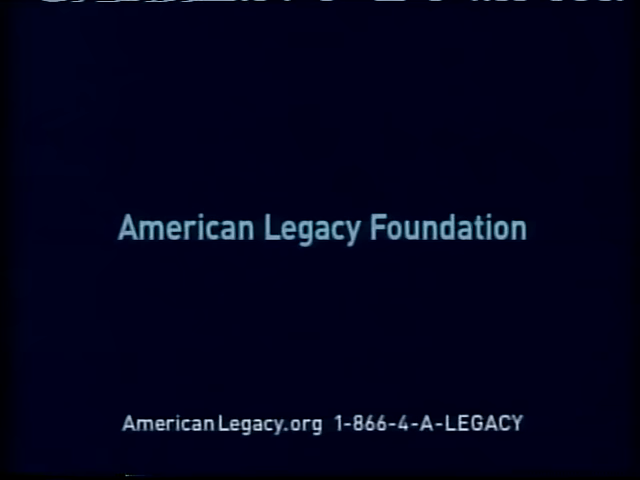 American Legacy Foundation
AmericanLegacy.org 1-866-4-A-LEGACY